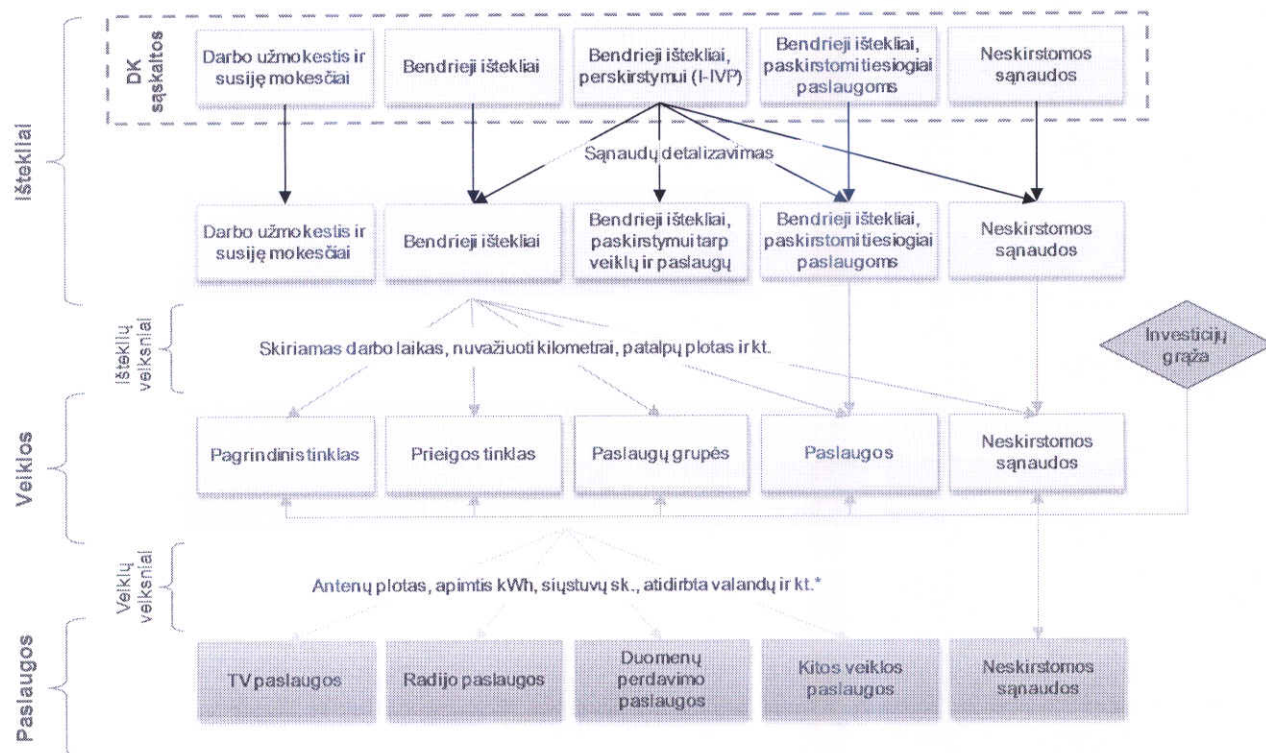 Ištekliai
DK
sąskaitos
Darbo užmokestis ir
susiję mokesčiai
Bendrieji ištekliai
Bendrieji ištekliai,
perskirstymui (I-IVP)
Bendrieji ištekliai,
paskirstomi tiesiogiai
paslaugoms
Neskirstomos
sąnaudos
Sąnaudų detalizavimas
Darbo užmokestis ir
susiję mokesčiai
Bendrieji ištekliai
Bendrieji ištekliai,
paskirstymui tarp
veiklų ir paslaugų
Bendrieji ištekliai,
paskirstomi tiesiogiai
paslaugoms
Neskirstomos
sąnaudos
Išteklių
veiksniai
Skiriamas darbo laikas, nuvažiuoti kilometrai, patalpų plotas ir kt.
Investicijų
grąža
Veiklos
Pagrindinis tinklas
Prieigos tinklas
Paslaugų grupės
Paslaugos
Neskirstomos
sąnaudos
Veiklų
veiksniai
Antenų plotas, apimtis kWh, siųstuvų sk., atidirbta valandų ir kt.*
Paslaugos
TV paslaugos
Radijo paslaugos
Duomenų
perdavimo
paslaugos
Kitos veiklos
paslaugos
Neskirstomos
sąnaudos